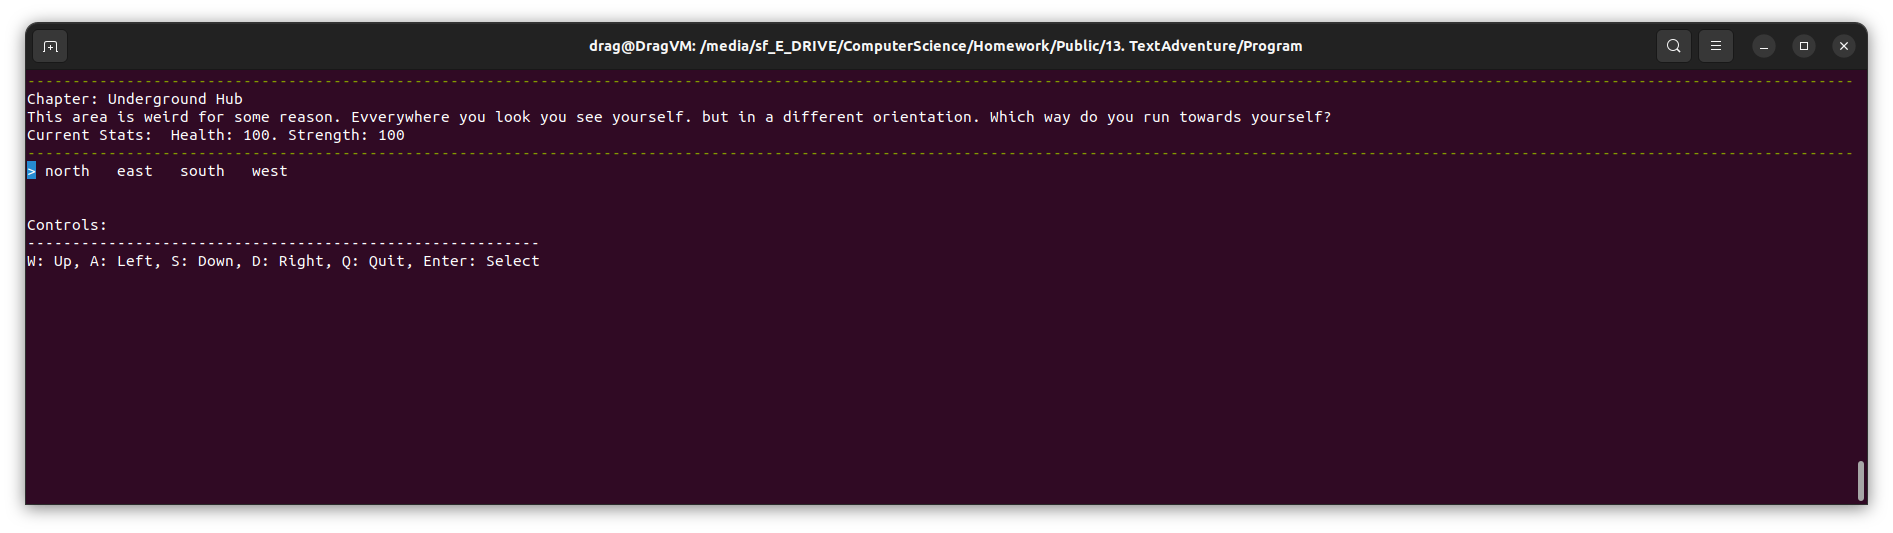 drag@DragVM: /media/sf_E_DRIVE/ComputerScience/Homework/Public/13. TextAdventure/Program
Chapter: Underground Hub
This area is weird for some reason. Evverywhere you look you see yourself. but in a different orientation. Which way do you run towards yourself?
Current Stats:  Health: 100. Strength: 100
> north   east   south   west
Controls:
---------------------------------------------------------
W: Up, A: Left, S: Down, D: Right, Q: Quit, Enter: Select